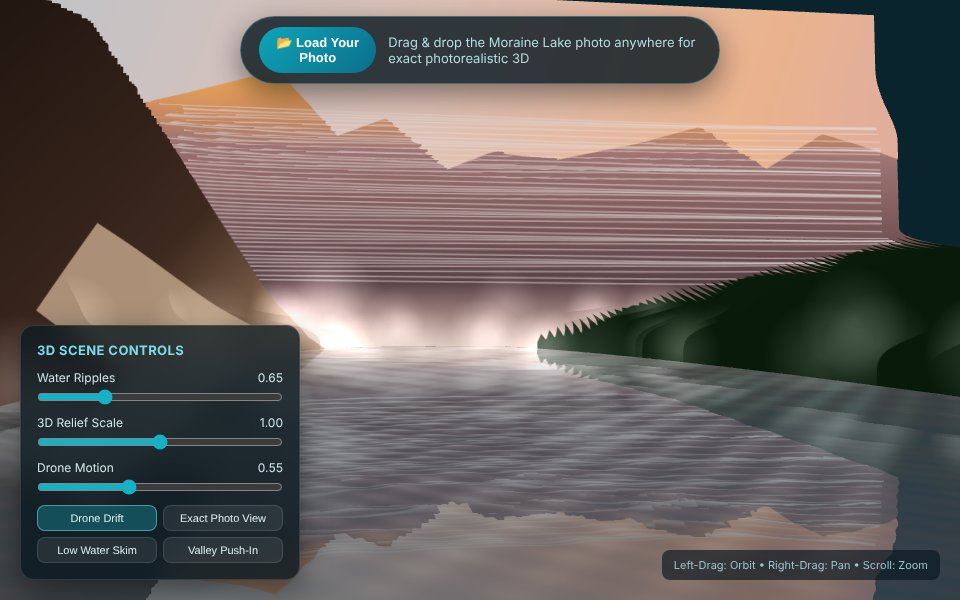 📂 Load Your
Photo
Drag & drop the Moraine Lake photo anywhere for
exact photorealistic 3D
3D SCENE CONTROLS
Water Ripples 0.65
3D Relief Scale 1.00
Drone Motion 0.55
Drone Drift
Exact Photo View
Low Water Skim
Valley Push-In
Left-Drag: Orbit • Right-Drag: Pan • Scroll: Zoom